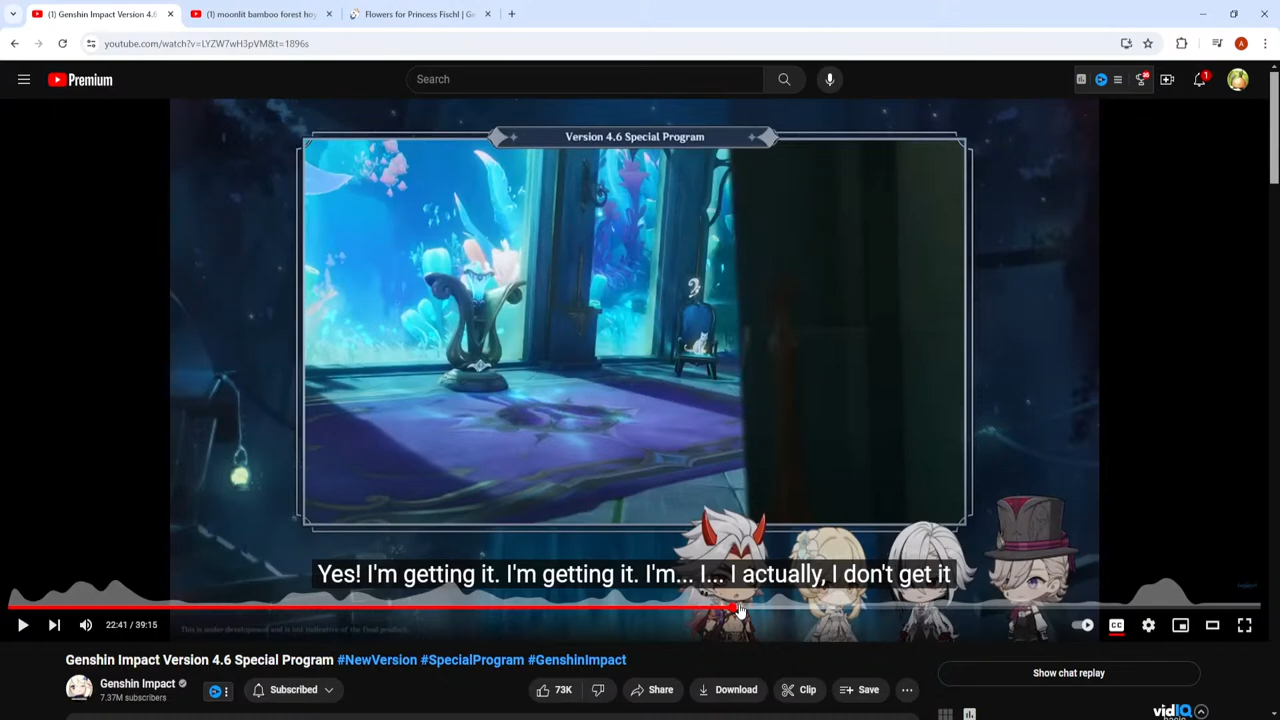 (1) Genshin Impact Version 4.6
(1) moonlit bamboo forest hoy
Flowers for Princess Fischl | Ge
youtube.com/watch?v=LYZW7wH3pVM&t=1896s
A
Premium
Search
1
Version 4.6 Special Program
Yes! I'm getting it. I'm getting it. I'm... I... I actually, I don't get it
22:41 / 39:15
CC
This is under development and is not indicative of the final product.
Genshin Impact Version 4.6 Special Program #NewVersion #SpecialProgram #GenshinImpact
Genshin Impact
7.37M subscribers
Subscribed
73K
Share
Download
Clip
Save
Show chat replay
vidIQ
basic